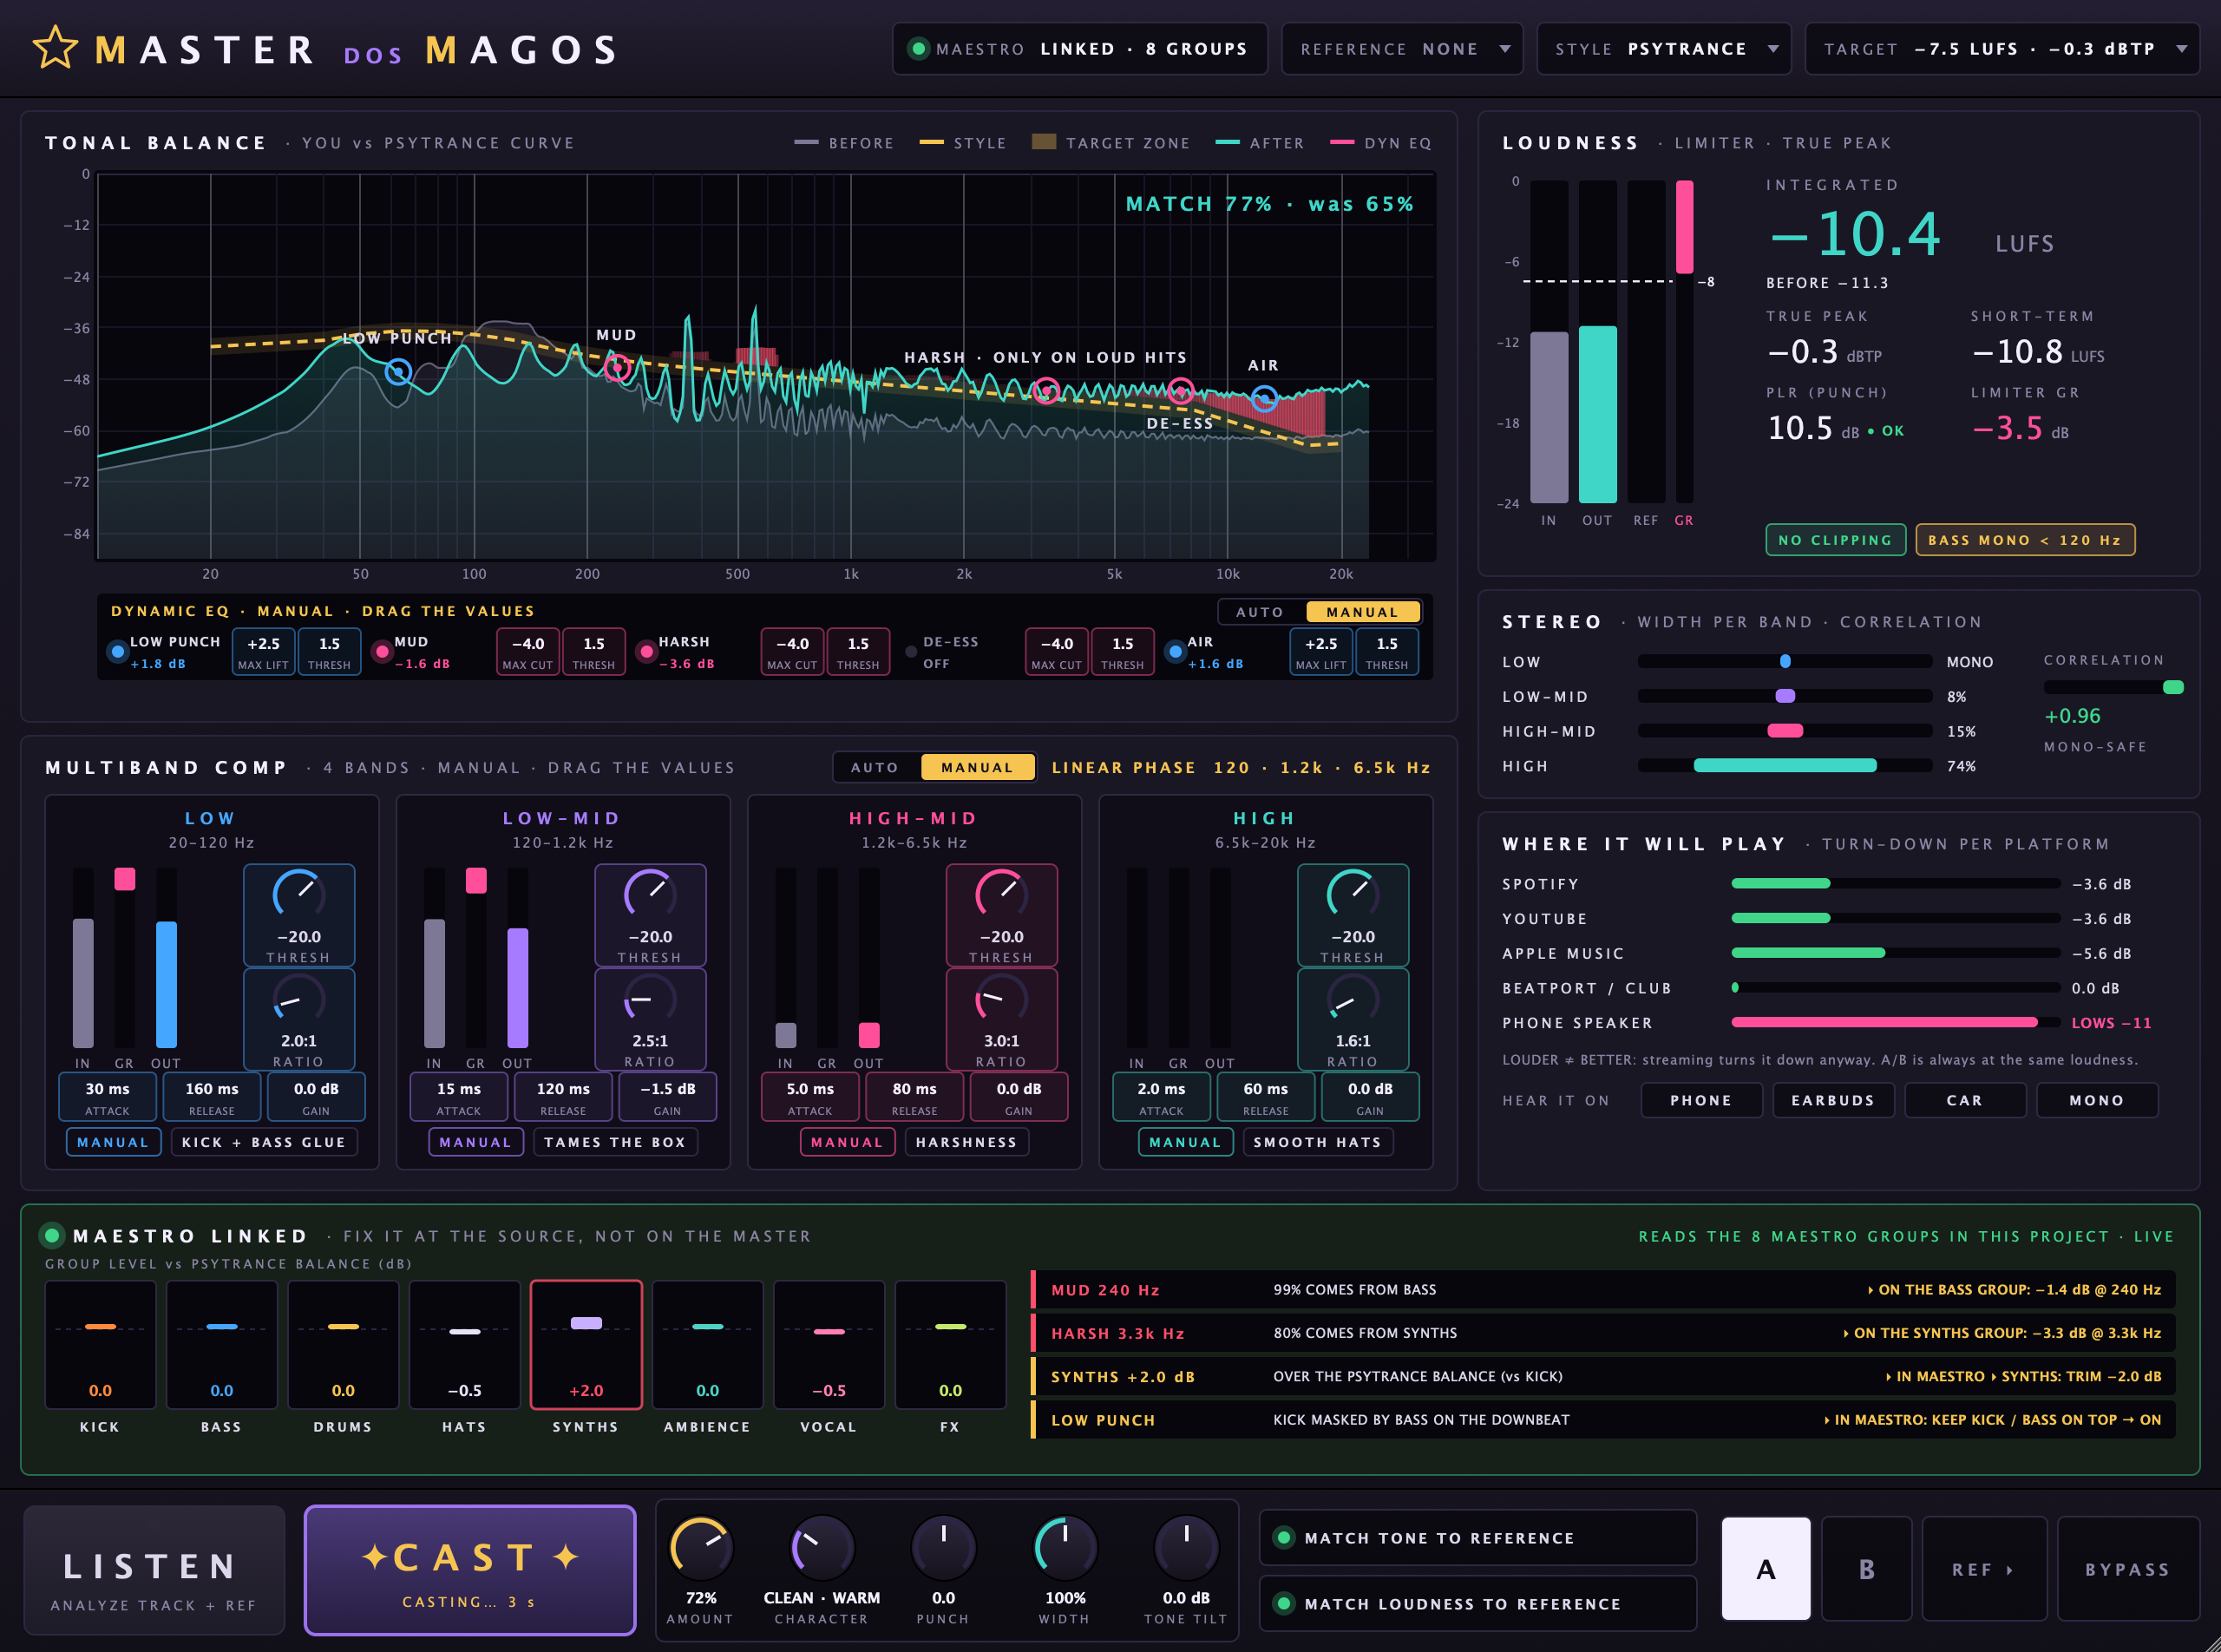 MASTER DOS MAGOS
MAESTRO LINKED · 8 GROUPS
REFERENCE NONE
STYLE PSYTRANCE
TARGET −7.5 LUFS · −0.3 dBTP
TONAL BALANCE · YOU vs PSYTRANCE CURVE
BEFORE STYLE TARGET ZONE AFTER DYN EQ
MATCH 77% · was 65%
0
−12
−24
−36
−48
−60
−72
−84
LOW PUNCH
MUD
HARSH · ONLY ON LOUD HITS
DE-ESS
AIR
20 50 100 200 500 1k 2k 5k 10k 20k
DYNAMIC EQ · MANUAL · DRAG THE VALUES
AUTO MANUAL
LOW PUNCH +2.5 1.5 MUD −4.0 1.5 HARSH −4.0 1.5 DE-ESS −4.0 1.5 AIR +2.5 1.5
+1.8 dB MAX LIFT THRESH −1.6 dB MAX CUT THRESH −3.6 dB MAX CUT THRESH OFF MAX CUT THRESH +1.6 dB MAX LIFT THRESH
LOUDNESS · LIMITER · TRUE PEAK
0
−6
−12
−18
−24
−8
IN OUT REF GR
INTEGRATED
−10.4 LUFS
BEFORE −11.3
TRUE PEAK SHORT-TERM
−0.3 dBTP −10.8 LUFS
PLR (PUNCH) LIMITER GR
10.5 dB • OK −3.5 dB
NO CLIPPING BASS MONO < 120 Hz
STEREO · WIDTH PER BAND · CORRELATION
LOW MONO
LOW-MID 8%
HIGH-MID 15%
HIGH 74%
CORRELATION
+0.96
MONO-SAFE
MULTIBAND COMP · 4 BANDS · MANUAL · DRAG THE VALUES
AUTO MANUAL
LINEAR PHASE 120 · 1.2k · 6.5k Hz
LOW
20-120 Hz
−20.0
THRESH
2.0:1
RATIO
IN GR OUT
30 ms 160 ms 0.0 dB
ATTACK RELEASE GAIN
MANUAL KICK + BASS GLUE
LOW-MID
120-1.2k Hz
−20.0
THRESH
2.5:1
RATIO
IN GR OUT
15 ms 120 ms −1.5 dB
ATTACK RELEASE GAIN
MANUAL TAMES THE BOX
HIGH-MID
1.2k-6.5k Hz
−20.0
THRESH
3.0:1
RATIO
IN GR OUT
5.0 ms 80 ms 0.0 dB
ATTACK RELEASE GAIN
MANUAL HARSHNESS
HIGH
6.5k-20k Hz
−20.0
THRESH
1.6:1
RATIO
IN GR OUT
2.0 ms 60 ms 0.0 dB
ATTACK RELEASE GAIN
MANUAL SMOOTH HATS
WHERE IT WILL PLAY · TURN-DOWN PER PLATFORM
SPOTIFY −3.6 dB
YOUTUBE −3.6 dB
APPLE MUSIC −5.6 dB
BEATPORT / CLUB 0.0 dB
PHONE SPEAKER LOWS −11
LOUDER ≠ BETTER: streaming turns it down anyway. A/B is always at the same loudness.
HEAR IT ON PHONE EARBUDS CAR MONO
MAESTRO LINKED · FIX IT AT THE SOURCE, NOT ON THE MASTER
READS THE 8 MAESTRO GROUPS IN THIS PROJECT · LIVE
GROUP LEVEL vs PSYTRANCE BALANCE (dB)
0.0 0.0 0.0 −0.5 +2.0 0.0 −0.5 0.0
KICK BASS DRUMS HATS SYNTHS AMBIENCE VOCAL FX
MUD 240 Hz 99% COMES FROM BASS ‣ ON THE BASS GROUP: −1.4 dB @ 240 Hz
HARSH 3.3k Hz 80% COMES FROM SYNTHS ‣ ON THE SYNTHS GROUP: −3.3 dB @ 3.3k Hz
SYNTHS +2.0 dB OVER THE PSYTRANCE BALANCE (vs KICK) ‣ IN MAESTRO ‣ SYNTHS: TRIM −2.0 dB
LOW PUNCH KICK MASKED BY BASS ON THE DOWNBEAT ‣ IN MAESTRO: KEEP KICK / BASS ON TOP → ON
LISTEN
ANALYZE TRACK + REF
✦CAST ✦
CASTING... 3 s
72% CLEAN · WARM 0.0 100% 0.0 dB
AMOUNT CHARACTER PUNCH WIDTH TONE TILT
MATCH TONE TO REFERENCE
MATCH LOUDNESS TO REFERENCE
A B REF ‣ BYPASS